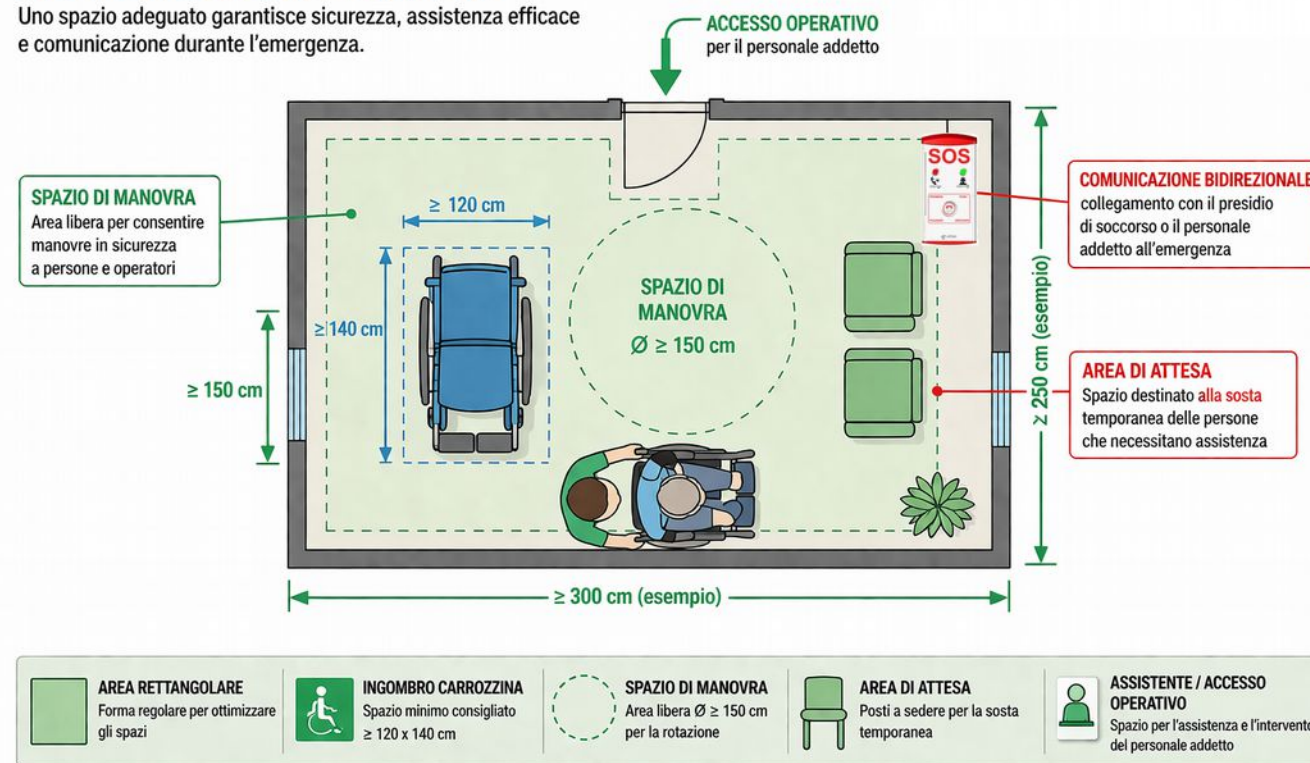 Uno spazio adeguato garantisce sicurezza, assistenza efficace
e comunicazione durante l'emergenza.
ACCESSO OPERATIVO
per il personale addetto
SPAZIO DI MANOVRA
Area libera per consentire
manovre in sicurezza
a persone e operatori
≥ 120 cm
≥ 140 cm
≥ 150 cm
SPAZIO DI
MANOVRA
Ø ≥ 150 cm
SOS
COMUNICAZIONE BIDIREZIONALE
collegamento con il presidio
di soccorso o il personale
addetto all'emergenza
≥ 250 cm (esempio)
AREA DI ATTESA
Spazio destinato alla sosta
temporanea delle persone
che necessitano assistenza
≥ 300 cm (esempio)
AREA RETTANGOLARE
Forma regolare per ottimizzare
gli spazi
INGOMBRO CARROZZINA
Spazio minimo consigliato
≥ 120 x 140 cm
SPAZIO DI MANOVRA
Area libera Ø ≥ 150 cm
per la rotazione
AREA DI ATTESA
Posti a sedere per la sosta
temporanea
ASSISTENTE / ACCESSO
OPERATIVO
Spazio per l'assistenza e l'intervento
del personale addetto